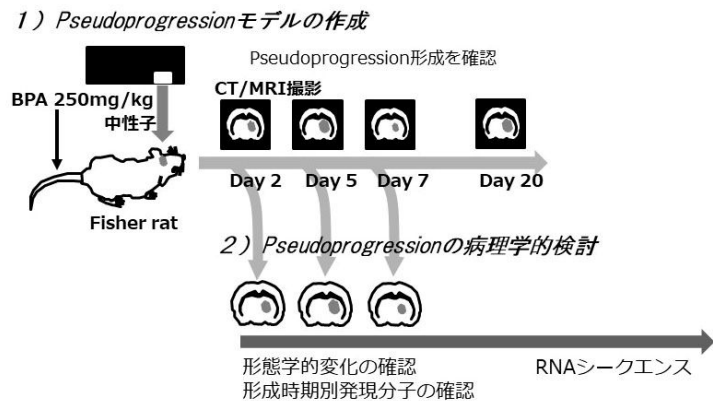 1）Pseudoprogressionモデルの作成
Pseudoprogression形成を確認
CT/MRI撮影
BPA 250mg/kg
中性子
Day 2
Day 5
Day 7
Day 20
Fisher rat
2）Pseudoprogressionの病理学的検討
形態学的変化の確認
形成時期別発現分子の確認
RNAシークエンス